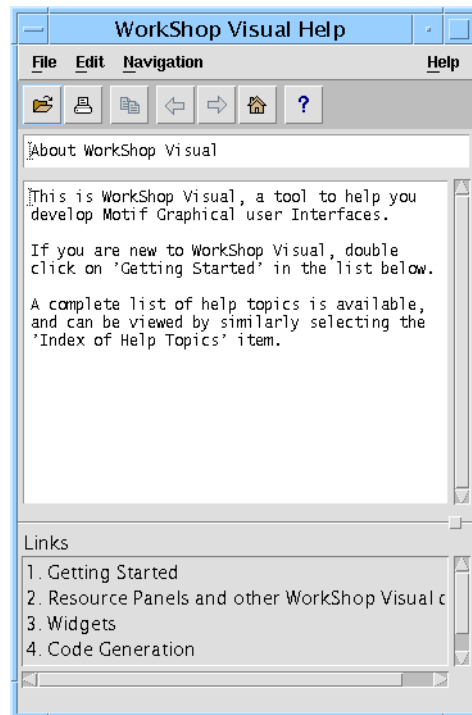 WorkShop Visual Help
File Edit Navigation Help
?
About WorkShop Visual
This is WorkShop Visual, a tool to help you
develop Motif Graphical user Interfaces.
If you are new to WorkShop Visual, double
click on 'Getting Started' in the list below.
A complete list of help topics is available,
and can be viewed by similarly selecting the
'Index of Help Topics' item.
Links
1. Getting Started
2. Resource Panels and other WorkShop Visual
3. Widgets
4. Code Generation